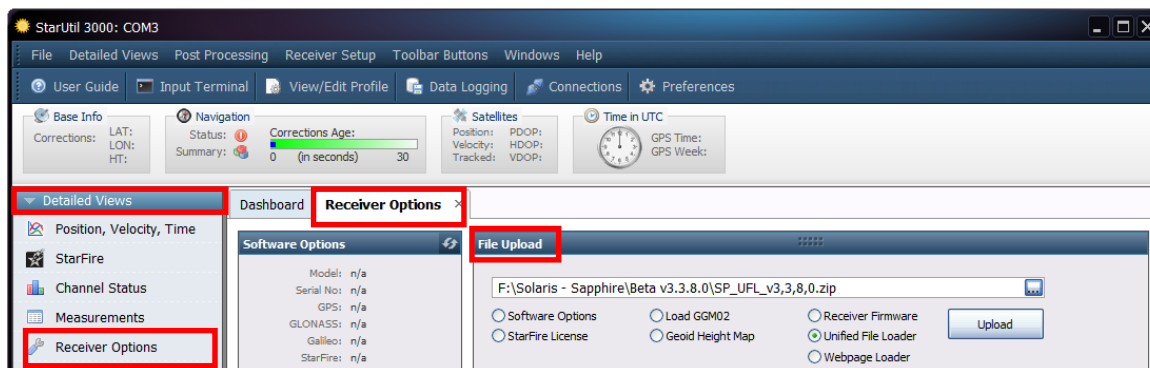 StarUtil 3000: COM3
File Detailed Views Post Processing Receiver Setup Toolbar Buttons Windows Help
User Guide Input Terminal View/Edit Profile Data Logging Connections Preferences
Base Info
Corrections: LAT:
LON:
HT:
Navigation
Status:
Summary:
Corrections Age:
0 (in seconds) 30
Satellites
Position: PDOP:
Velocity: HDOP:
Tracked: VDOP:
Time in UTC
GPS Time:
GPS Week:
Detailed Views
Position, Velocity, Time
StarFire
Channel Status
Measurements
Receiver Options
Dashboard Receiver Options ×
Software Options
Model: n/a
Serial No: n/a
GPS: n/a
GLONASS: n/a
Galileo: n/a
StarFire: n/a
File Upload
F:\Solaris - Sapphire\Beta v3.3.8.0\SP_UFL_v3,3,8,0.zip ...
Software Options Load GGM02 Receiver Firmware
StarFire License Geoid Height Map Unified File Loader
Webpage Loader
Upload